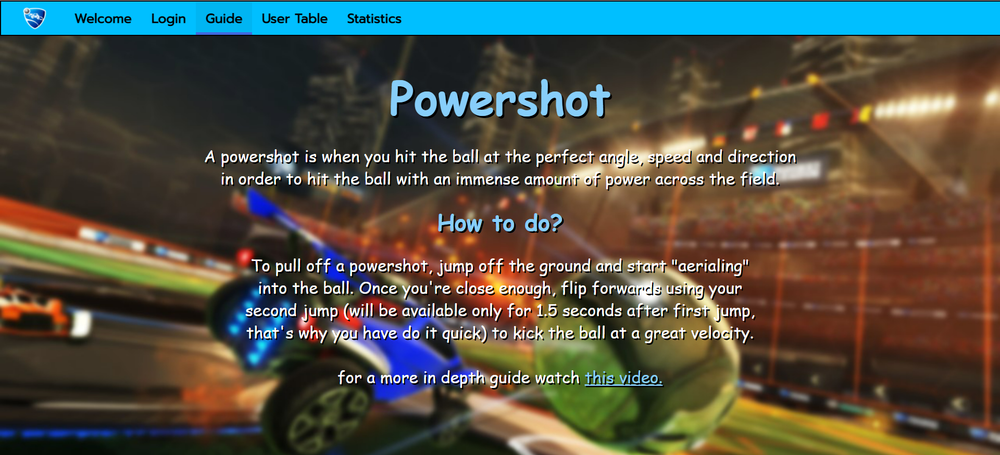 Welcome Login Guide User Table Statistics
Powershot
A powershot is when you hit the ball at the perfect angle, speed and direction
in order to hit the ball with an immense amount of power across the field.
How to do?
To pull off a powershot, jump off the ground and start "aerialing"
into the ball. Once you're close enough, flip forwards using your
second jump (will be available only for 1.5 seconds after first jump,
that's why you have do it quick) to kick the ball at a great velocity.
for a more in depth guide watch this video.